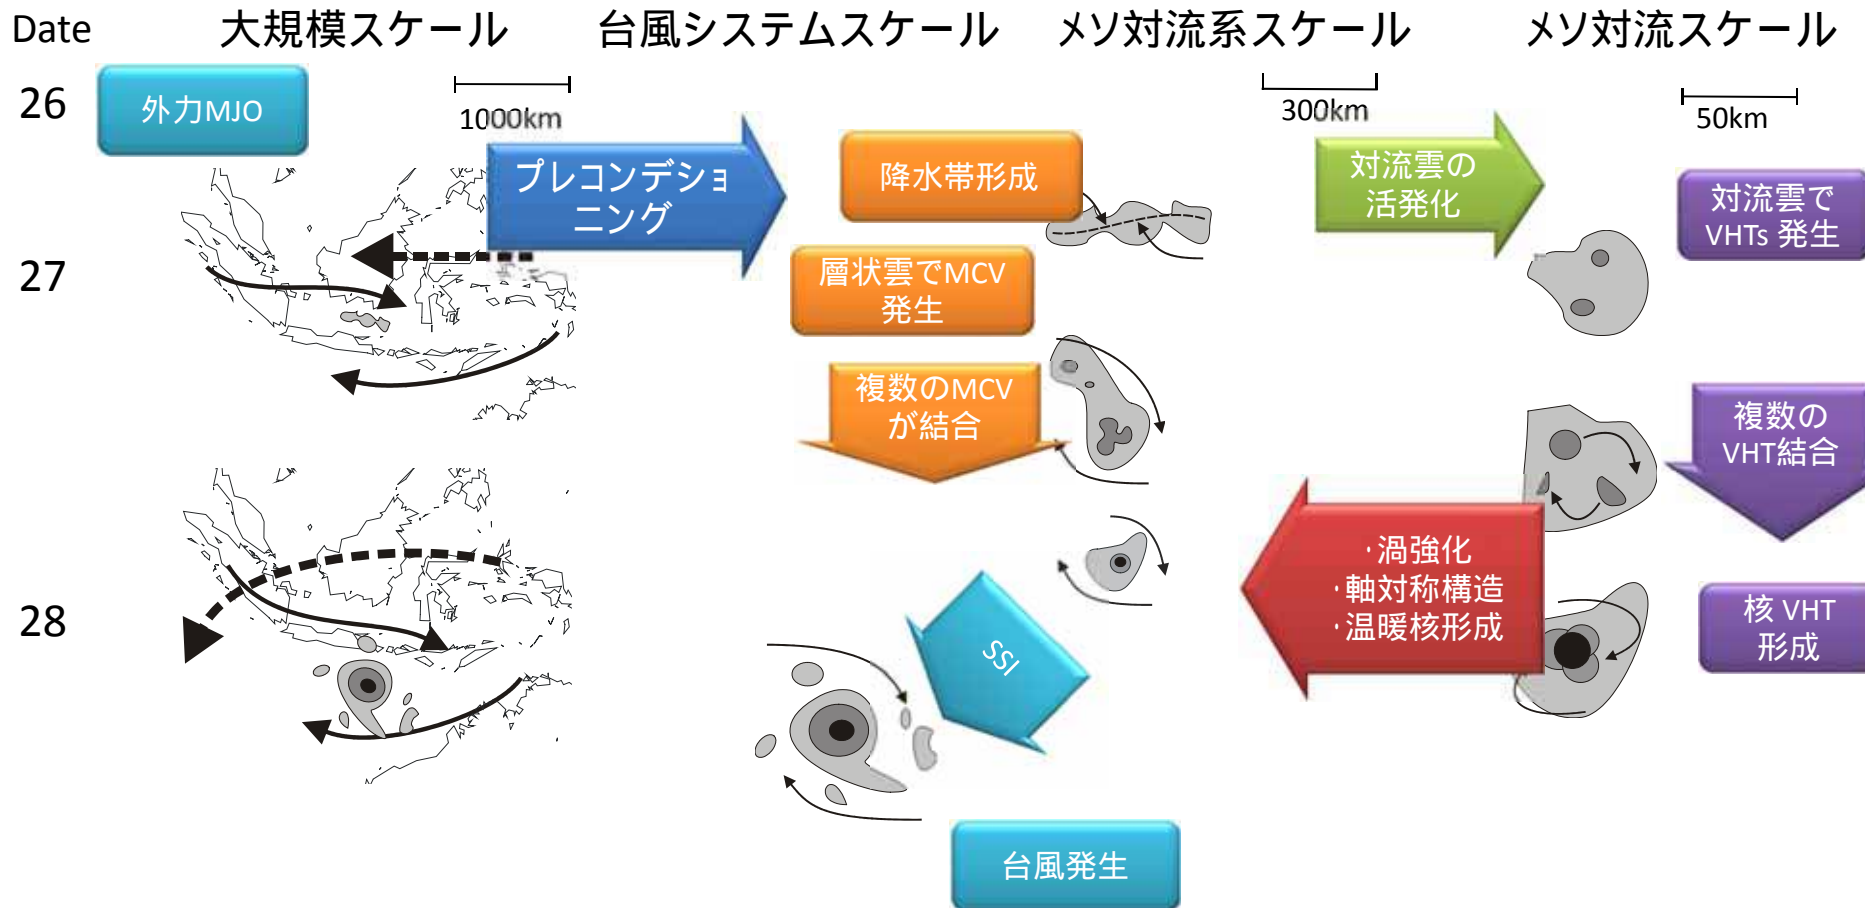 Date
大規模スケール
台風システムスケール
メソ対流系スケール
メソ対流スケール
26
外力MJO
1000km
300km
50km
プレコンデショ
ニング
降水帯形成
対流雲の
活発化
対流雲で
VHTs 発生
27
層状雲でMCV
発生
複数のMCV
が結合
複数の
VHT結合
・渦強化
・軸対称構造
・温暖核形成
28
SSI
核 VHT
形成
台風発生